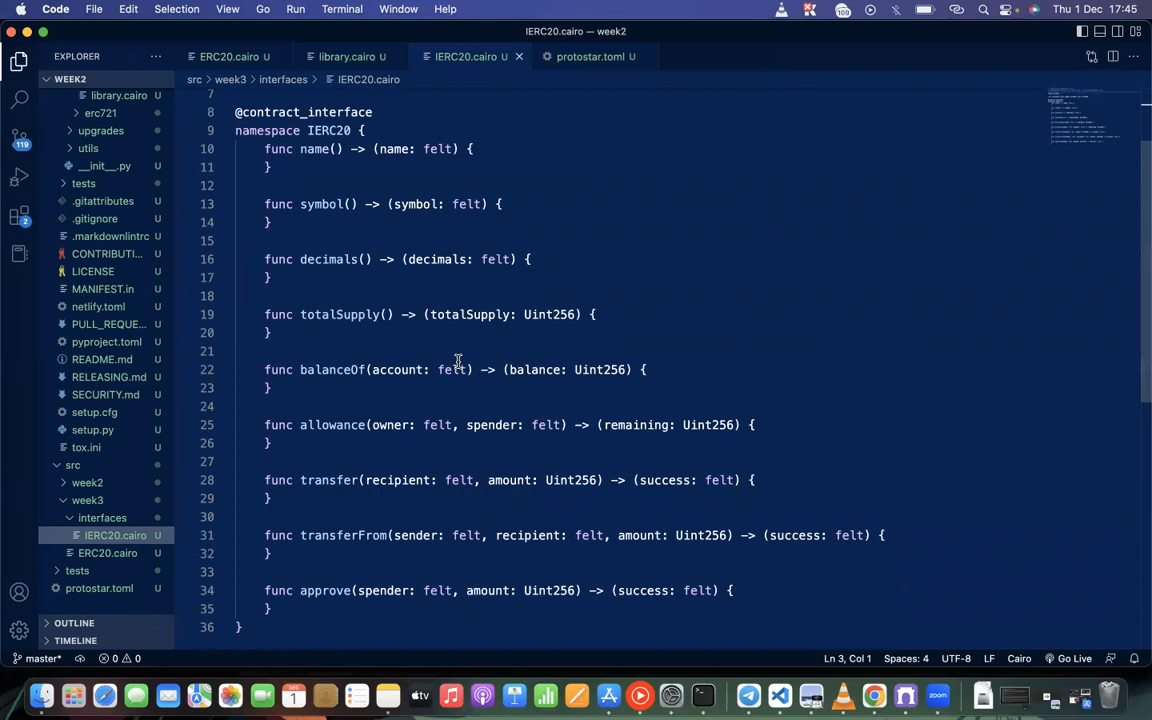 Code File Edit Selection View Go Run Terminal Window Help
109
Thu 1 Dec 17:45
IERC20.cairo — week2
EXPLORER
ERC20.cairo U
library.cairo U
IERC20.cairo U
protostar.toml U
src › week3 › interfaces › IERC20.cairo
WEEK2
library.cairo U
erc721
upgrades
utils
__init__.py U
tests
.gitattributes U
.gitignore U
.markdownlintrc U
CONTRIBUTI... U
LICENSE U
MANIFEST.in U
netlify.toml U
PULL_REQUE... U
pyproject.toml U
README.md U
RELEASING.md U
SECURITY.md U
setup.cfg U
setup.py U
tox.ini U
src
week2
week3
interfaces
IERC20.cairo U
ERC20.cairo U
tests
protostar.toml U
OUTLINE
TIMELINE
119
2
7
8 @contract_interface
9 namespace IERC20 {
10 func name() -> (name: felt) {
11 }
12
13 func symbol() -> (symbol: felt) {
14 }
15
16 func decimals() -> (decimals: felt) {
17 }
18
19 func totalSupply() -> (totalSupply: Uint256) {
20 }
21
22 func balanceOf(account: felt) -> (balance: Uint256) {
23 }
24
25 func allowance(owner: felt, spender: felt) -> (remaining: Uint256) {
26 }
27
28 func transfer(recipient: felt, amount: Uint256) -> (success: felt) {
29 }
30
31 func transferFrom(sender: felt, recipient: felt, amount: Uint256) -> (success: felt) {
32 }
33
34 func approve(spender: felt, amount: Uint256) -> (success: felt) {
35 }
36 }
master* 0 0
Ln 3, Col 1 Spaces: 4 UTF-8 LF Cairo Go Live
DEC
1
tv
zoom